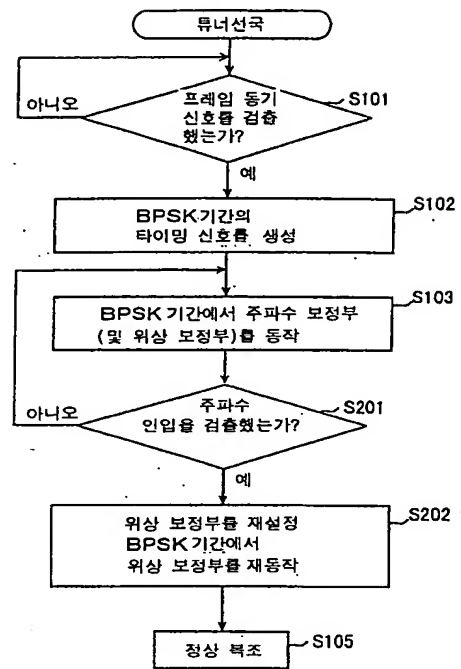 튜너선국
프레임 동기
신호를 검출
했는가?
S101
아니오
예
BPSK 기간의
타이밍 신호를 생성
S102
BPSK 기간에서 주파수 보정부
(및 위상 보정부)를 동작
S103
주파수
인입을 검출했는가?
S201
아니오
예
위상 보정부를 재설정
BPSK 기간에서
위상 보정부를 재동작
S202
정상 복조
S105